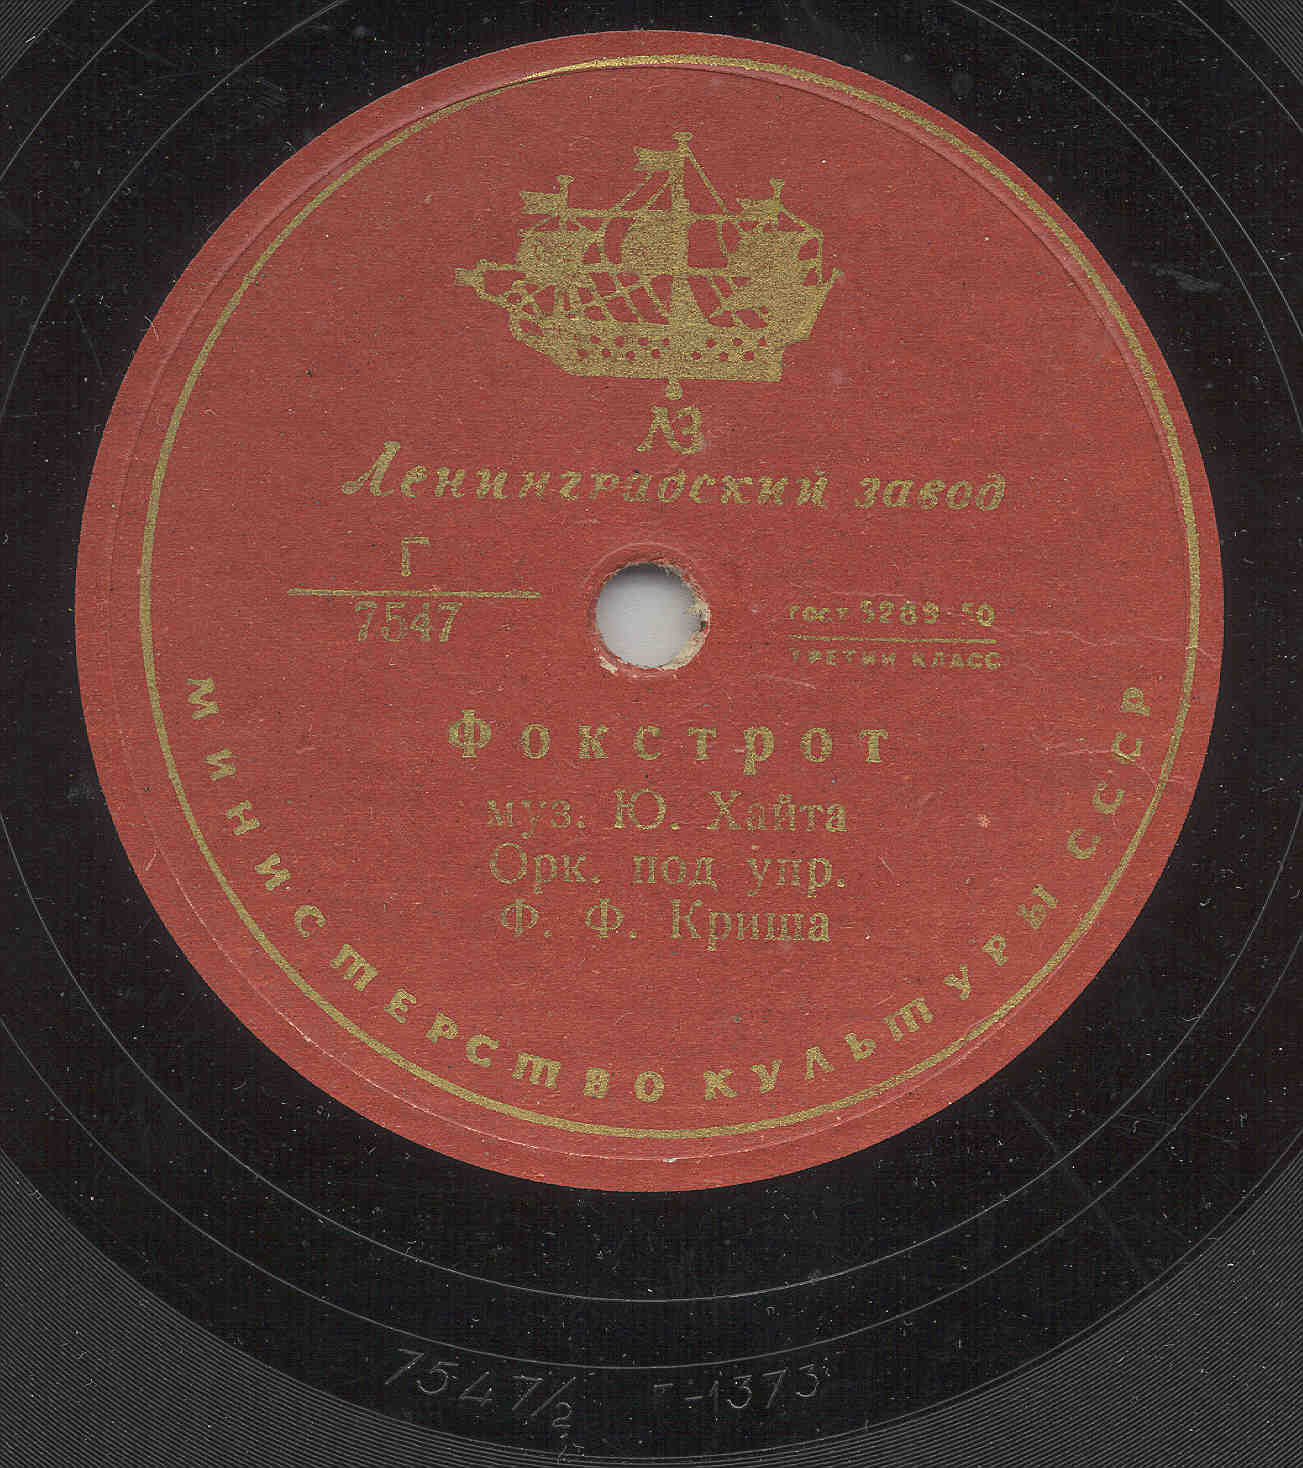 ЛЗ
Ленинградский завод
Г
7547
ГОСТ 5289-50
ТРЕТИЙ КЛАСС
Фокстрот
муз. Ю. Хайта
Орк. под упр.
Ф. Ф. Криша
МИНИСТЕРСТВО КУЛЬТУРЫ СССР
7547/2 Г-1373